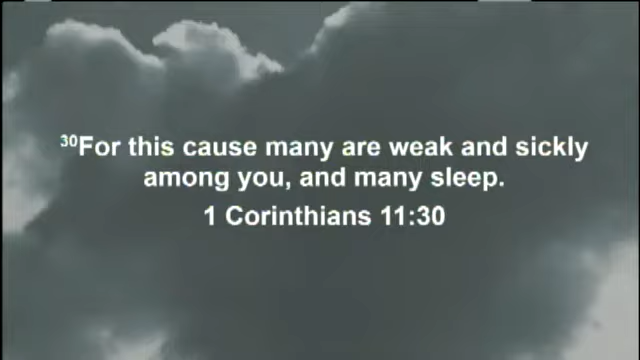 ³⁰For this cause many are weak and sickly
among you, and many sleep.
1 Corinthians 11:30